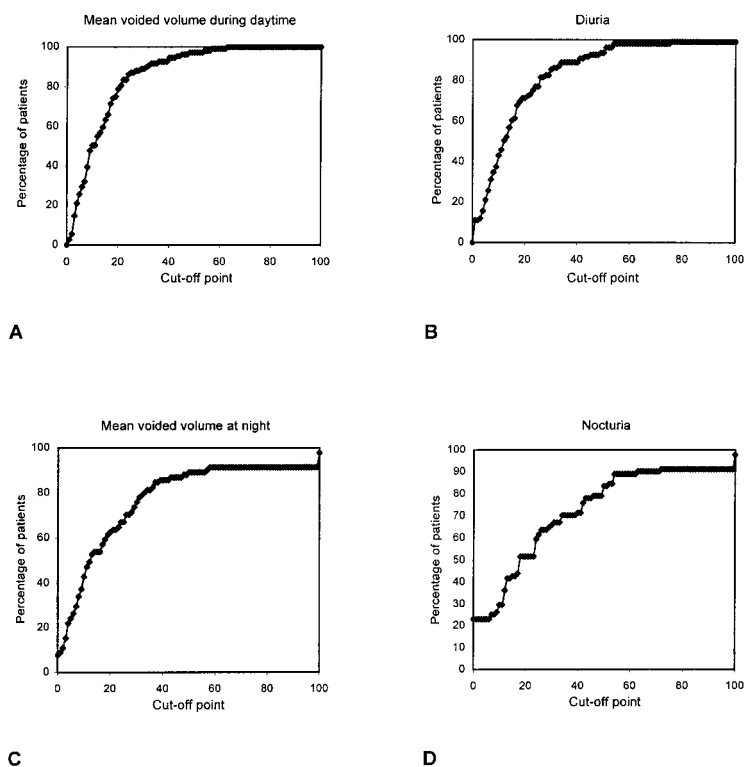 Mean voided volume during daytime
100
80
60
40
20
0
Percentage of patients
0 20 40 60 80 100
Cut-off point
A
Diuria
100
80
60
40
20
0
Percentage of patients
0 20 40 60 80 100
Cut-off point
B
Mean voided volume at night
100
80
60
40
20
0
Percentage of patients
0 20 40 60 80 100
Cut-off point
C
Nocturia
100
90
80
70
60
50
40
30
20
10
0
Percentage of patients
0 20 40 60 80 100
Cut-off point
D